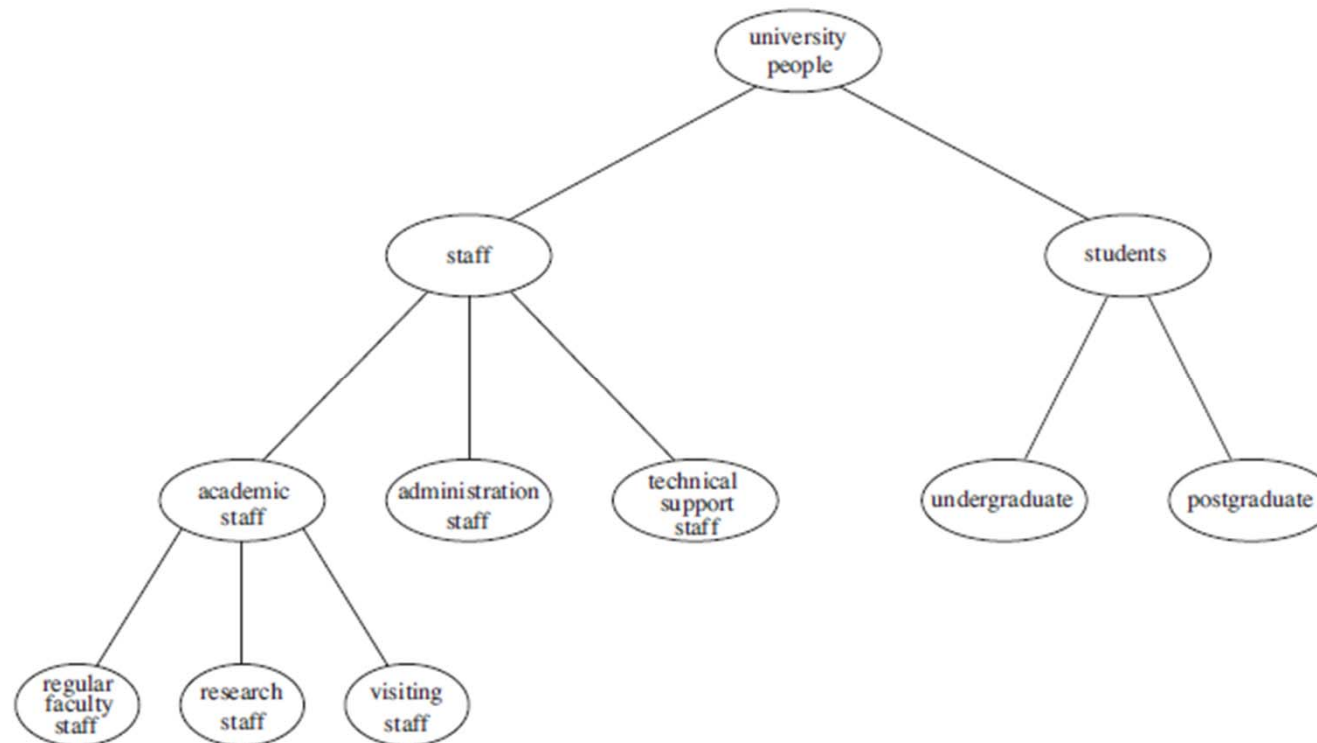 university
people
staff
students
academic
staff
administration
staff
technical
support
staff
undergraduate
postgraduate
regular
faculty
staff
research
staff
visiting
staff